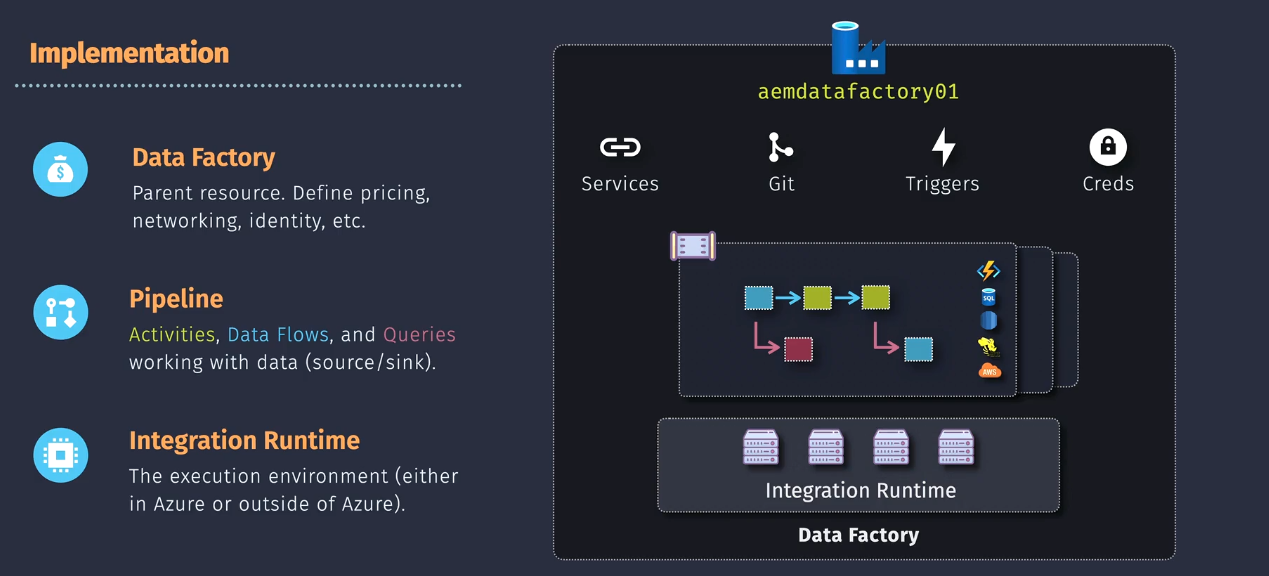 Implementation
Data Factory
Parent resource. Define pricing,
networking, identity, etc.
Pipeline
Activities, Data Flows, and Queries
working with data (source/sink).
Integration Runtime
The execution environment (either
in Azure or outside of Azure).
aemdatafactory01
Services
Git
Triggers
Creds
SQL
AWS
Integration Runtime
Data Factory